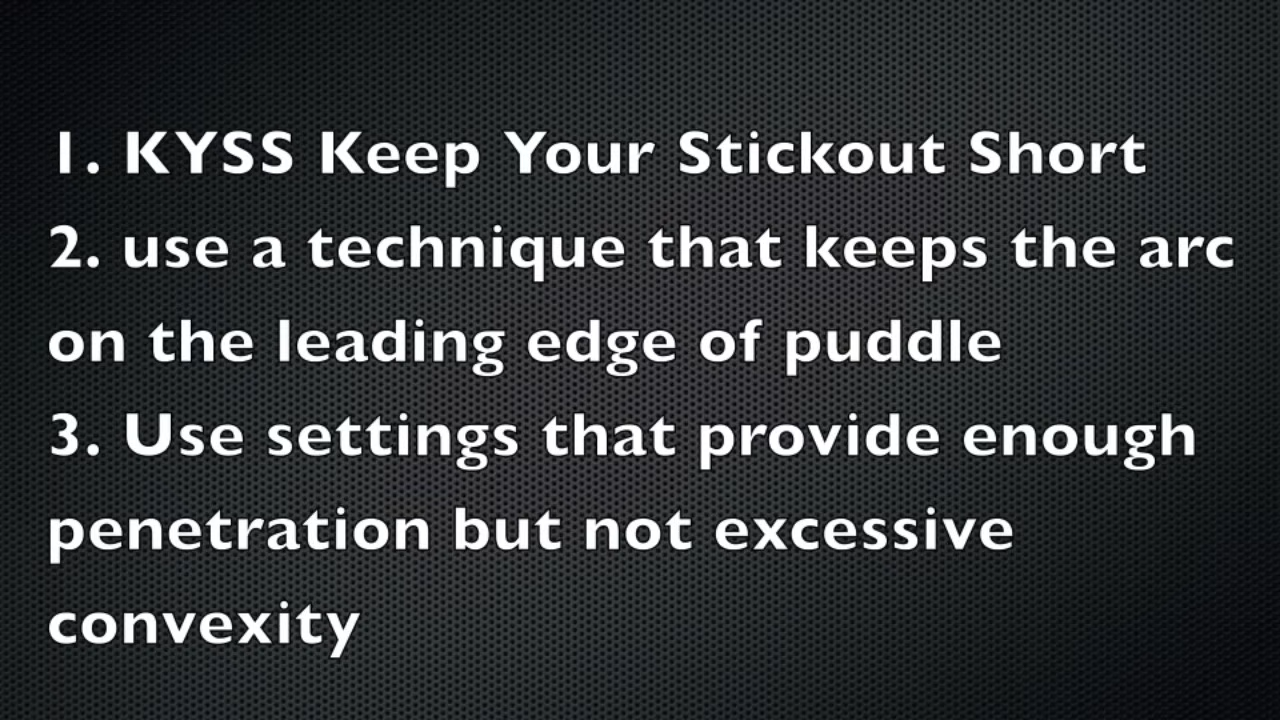 1. KYSS Keep Your Stickout Short
2. use a technique that keeps the arc
on the leading edge of puddle
3. Use settings that provide enough
penetration but not excessive
convexity